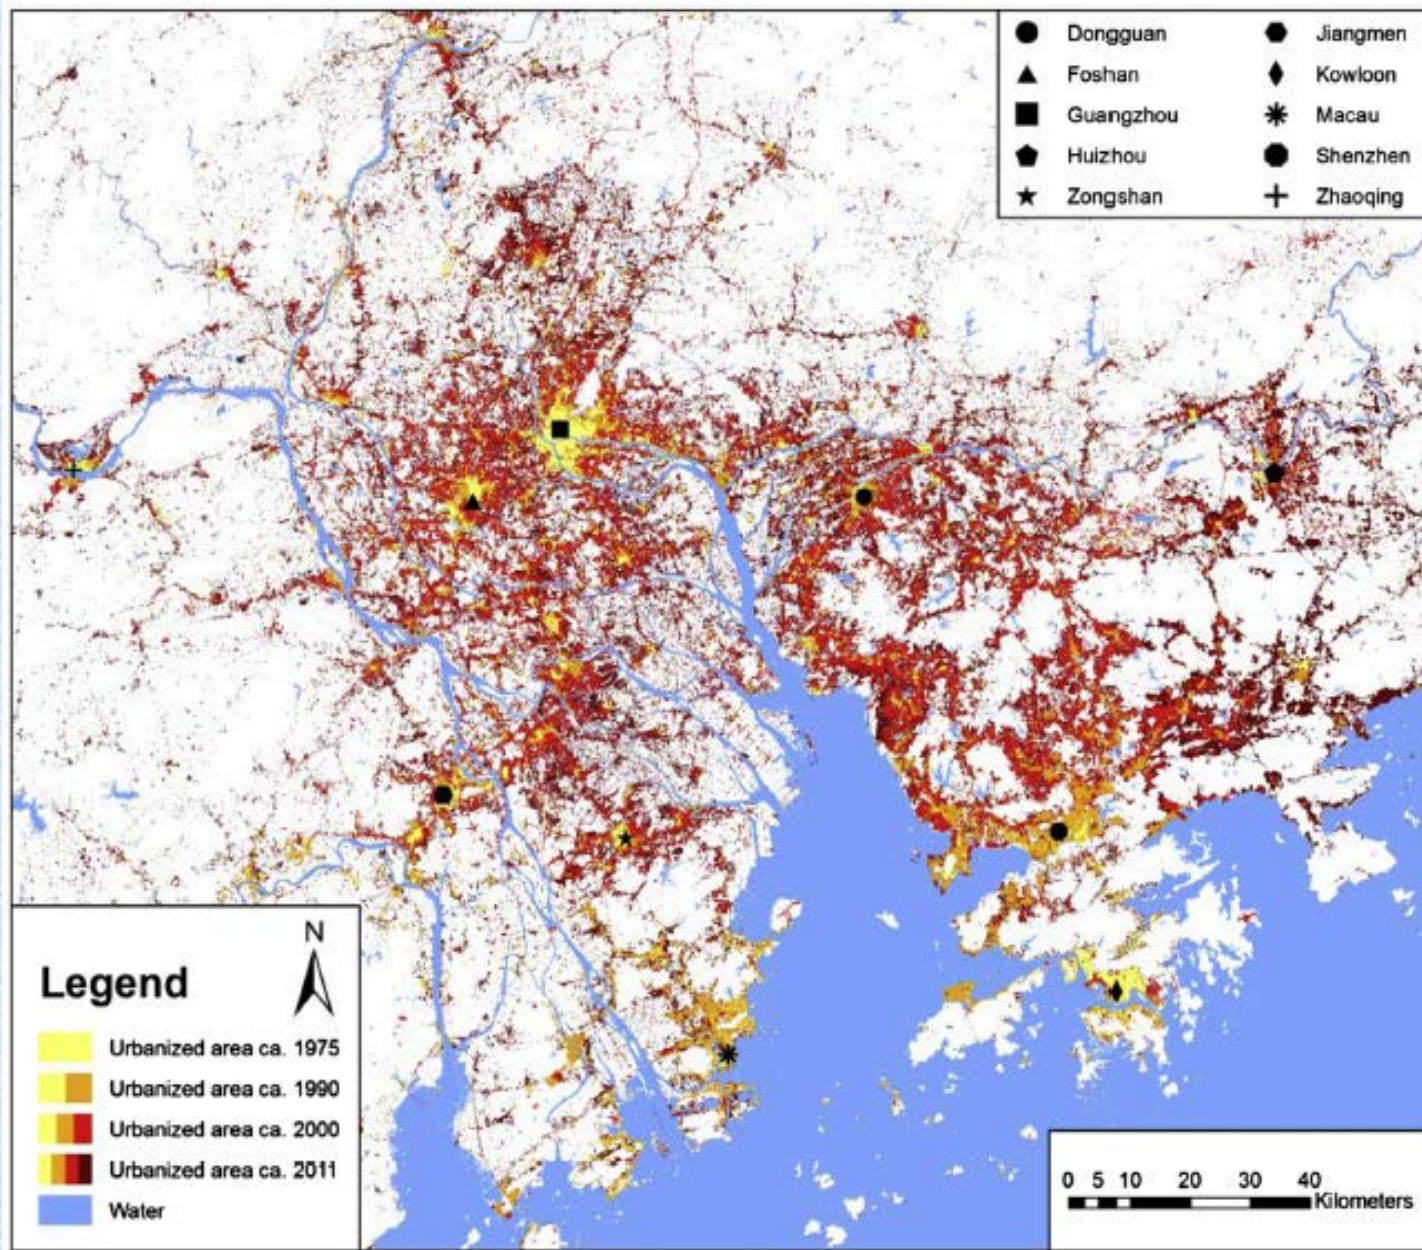 Dongguan Jiangmen
Foshan Kowloon
Guangzhou Macau
Huizhou Shenzhen
Zongshan Zhaoqing
N
Legend
Urbanized area ca. 1975
Urbanized area ca. 1990
Urbanized area ca. 2000
Urbanized area ca. 2011
Water
0 5 10 20 30 40
Kilometers